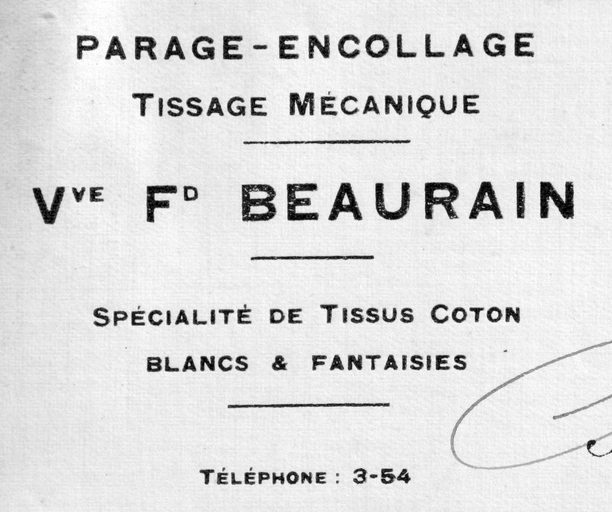 PARAGE-ENCOLLAGE
TISSAGE MÉCANIQUE
VVE FD BEAURAIN
SPÉCIALITÉ DE TISSUS COTON
BLANCS & FANTAISIES
TÉLÉPHONE : 3-54